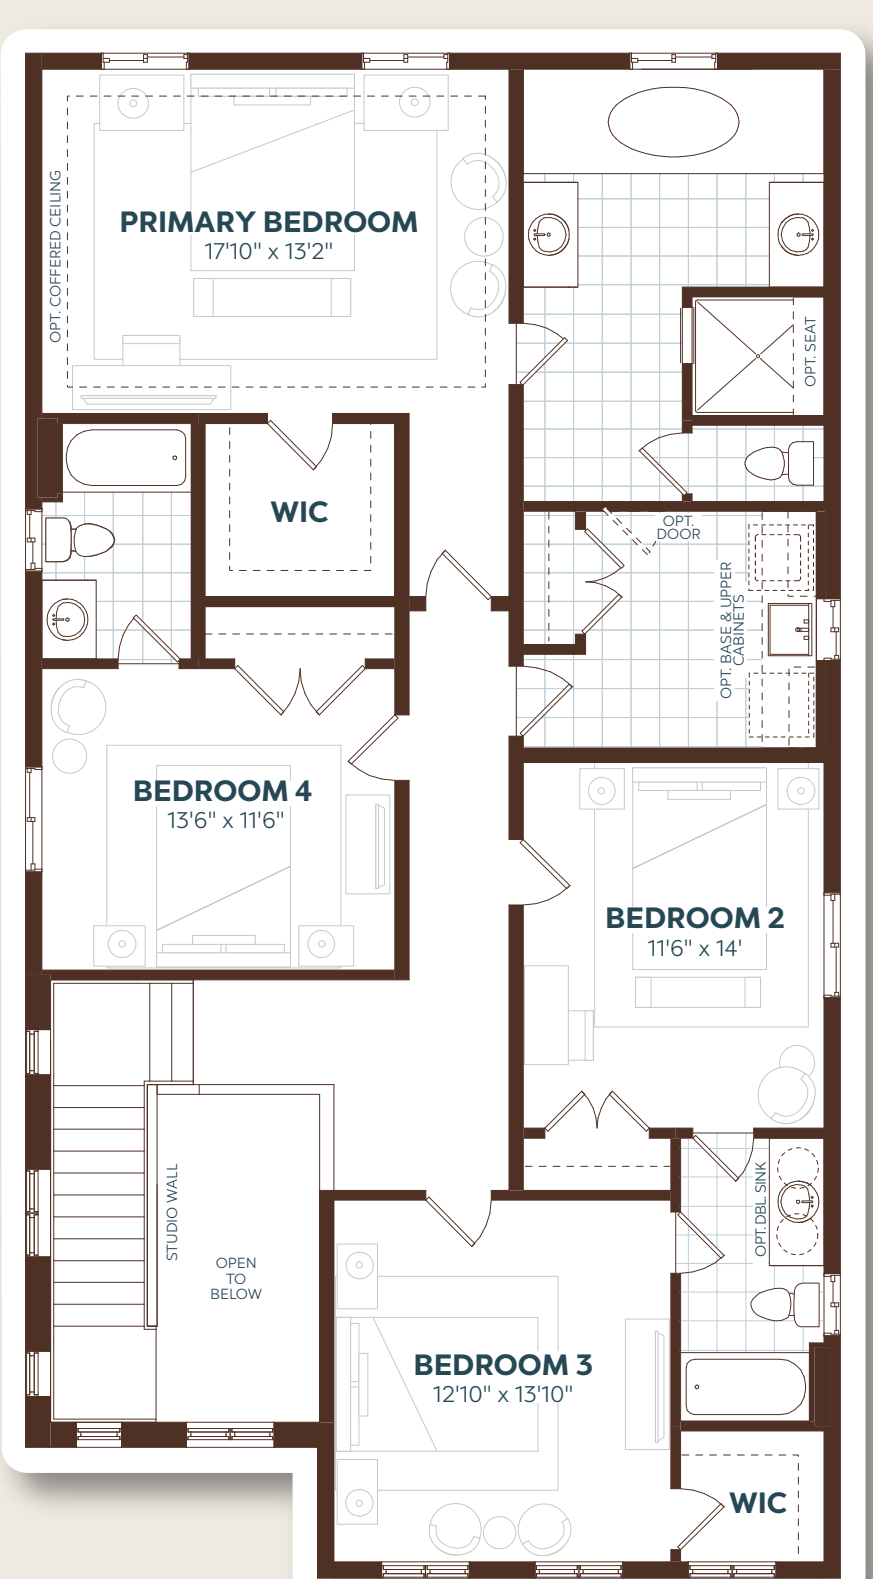 OPT. COFFERED CEILING
PRIMARY BEDROOM
17'10" x 13'2"
OPT. SEAT
WIC
OPT.
DOOR
OPT. BASE & UPPER
CABINETS
BEDROOM 4
13'6" x 11'6"
BEDROOM 2
11'6" x 14'
STUDIO WALL
OPEN
TO
BELOW
OPT. DBL. SINK
BEDROOM 3
12'10" x 13'10"
WIC